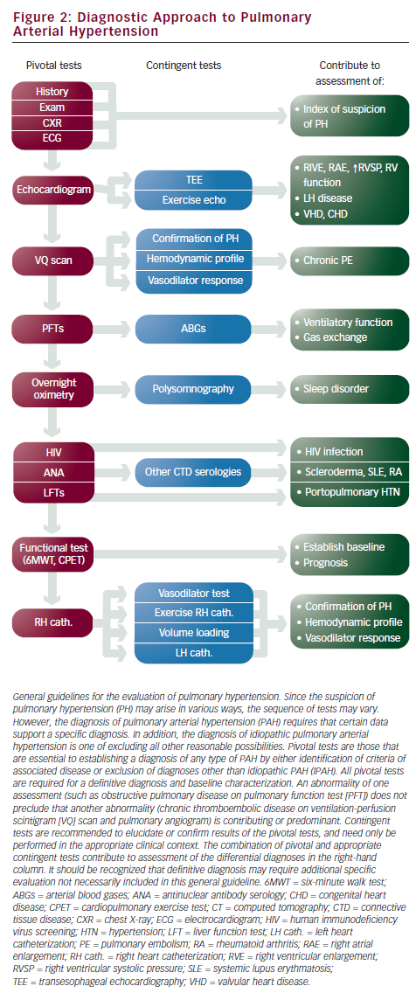 Figure 2: Diagnostic Approach to Pulmonary
Arterial Hypertension
Pivotal tests
Contingent tests
Contribute to
assessment of:
History
Exam
CXR
ECG
• Index of suspicion
of PH
Echocardiogram
TEE
Exercise echo
• RIVE, RAE, ↑RVSP, RV
function
• LH disease
• VHD, CHD
VQ scan
Confirmation of PH
Hemodynamic profile
Vasodilator response
• Chronic PE
PFTs
ABGs
• Ventilatory function
• Gas exchange
Overnight
oximetry
Polysomnography
• Sleep disorder
HIV
ANA
LFTs
Other CTD serologies
• HIV infection
• Scleroderma, SLE, RA
• Portopulmonary HTN
Functional test
(6MWT, CPET)
• Establish baseline
• Prognosis
RH cath.
Vasodilator test
Exercise RH cath.
Volume loading
LH cath.
• Confirmation of PH
• Hemodynamic profile
• Vasodilator response
General guidelines for the evaluation of pulmonary hypertension. Since the suspicion of
pulmonary hypertension (PH) may arise in various ways, the sequence of tests may vary.
However, the diagnosis of pulmonary arterial hypertension (PAH) requires that certain data
support a specific diagnosis. In addition, the diagnosis of idiopathic pulmonary arterial
hypertension is one of excluding all other reasonable possibilities. Pivotal tests are those that
are essential to establishing a diagnosis of any type of PAH by either identification of criteria of
associated disease or exclusion of diagnoses other than idiopathic PAH (IPAH). All pivotal tests
are required for a definitive diagnosis and baseline characterization. An abnormality of one
assessment (such as obstructive pulmonary disease on pulmonary function test [PFT]) does not
preclude that another abnormality (chronic thromboembolic disease on ventilation-perfusion
scintigram [VQ] scan and pulmonary angiogram) is contributing or predominant. Contingent
tests are recommended to elucidate or confirm results of the pivotal tests, and need only be
performed in the appropriate clinical context. The combination of pivotal and appropriate
contingent tests contribute to assessment of the differential diagnoses in the right-hand
column. It should be recognized that definitive diagnosis may require additional specific
evaluation not necessarily included in this general guideline. 6MWT = six-minute walk test;
ABGs = arterial blood gases; ANA = antinuclear antibody serology; CHD = congenital heart
disease; CPET = cardiopulmonary exercise test; CT = computed tomography; CTD = connective
tissue disease; CXR = chest X-ray; ECG = electrocardiogram; HIV = human immunodeficiency
virus screening; HTN = hypertension; LFT = liver function test; LH cath. = left heart
catheterization; PE = pulmonary embolism; RA = rheumatoid arthritis; RAE = right atrial
enlargement; RH cath. = right heart catheterization; RVE = right ventricular enlargement;
RVSP = right ventricular systolic pressure; SLE = systemic lupus erythmatosis;
TEE = transesophageal echocardiography; VHD = valvular heart disease.